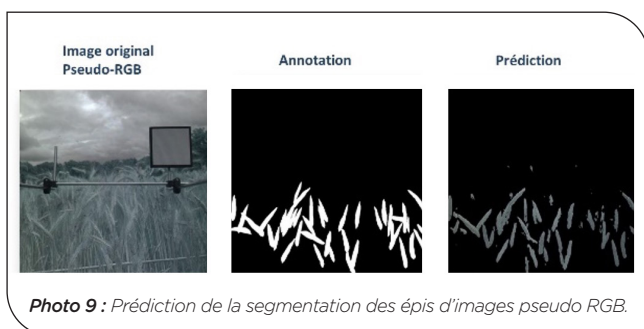 Image original
Pseudo-RGB
Annotation
Prédiction
Photo 9 : Prédiction de la segmentation des épis d'images pseudo RGB.